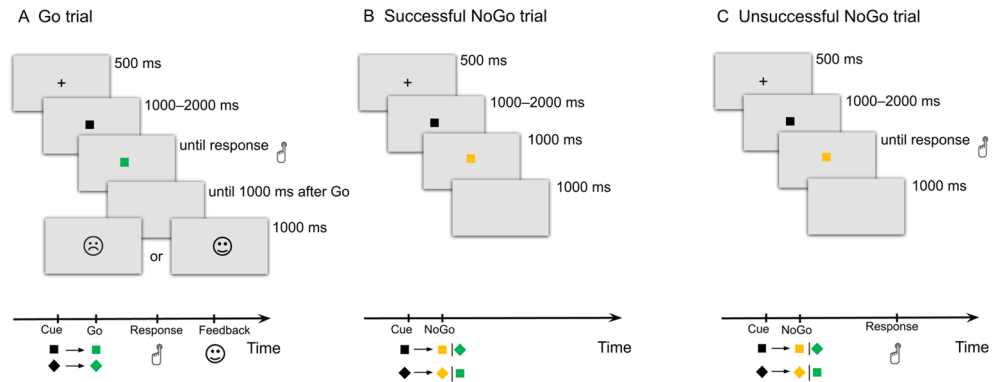 A Go trial
500 ms
+
1000–2000 ms
until response
until 1000 ms after Go
1000 ms
or
Cue Go Response Feedback
Time
B Successful NoGo trial
500 ms
+
1000–2000 ms
1000 ms
1000 ms
Cue NoGo
Time
C Unsuccessful NoGo trial
500 ms
+
1000–2000 ms
until response
1000 ms
Cue NoGo Response
Time